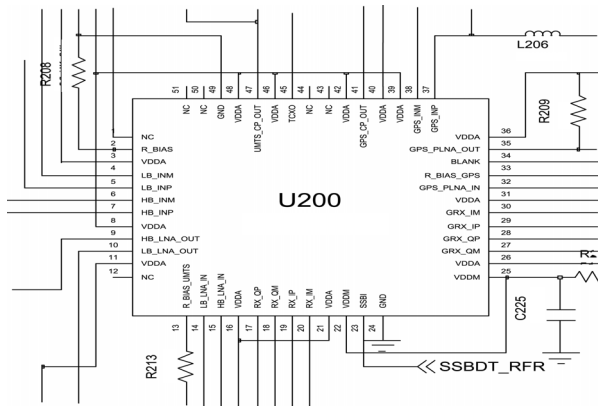 L206
R208
R209
51 50 49 48 47 46 45 44 43 42 41 40 39 38 37
NC
NC
GND
VDDA
UMTS_CP_OUT
VDDA
TCXO
NC
NC
VDDA
GPS_CP_OUT
VDDA
VDDA
GPS_INM
GPS_INP
1 NC
2 R_BIAS
3 VDDA
4 LB_INM
5 LB_INP
6 HB_INM
7 HB_INP
8 VDDA
9 HB_LNA_OUT
10 LB_LNA_OUT
11 VDDA
12 NC
U200
VDDA 36
GPS_PLNA_OUT 35
BLANK 34
R_BIAS_GPS 33
GPS_PLNA_IN 32
VDDA 31
GRX_IM 30
GRX_IP 29
GRX_QP 28
GRX_QM 27
VDDA 26
VDDM 25
R_BIAS_UMTS
LB_LNA_IN
HB_LNA_IN
VDDA
RX_QP
RX_QM
RX_IP
RX_IM
VDDA
VDDM
SSBI
GND
13 14 15 16 17 18 19 20 21 22 23 24
C225
R213
SSBDT_RFR